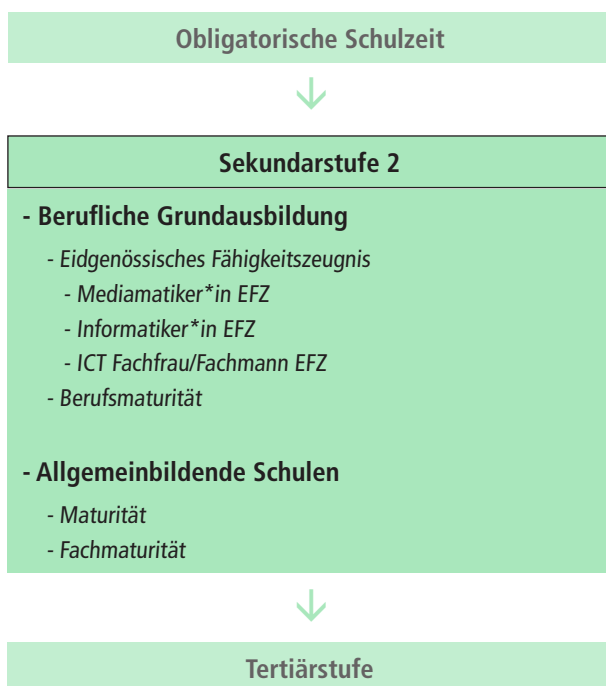 Obligatorische Schulzeit
Sekundarstufe 2
- Berufliche Grundausbildung
- Eidgenössisches Fähigkeitszeugnis
- Mediamatiker*in EFZ
- Informatiker*in EFZ
- ICT Fachfrau/Fachmann EFZ
- Berufsmaturität
- Allgemeinbildende Schulen
- Maturität
- Fachmaturität
Tertiärstufe